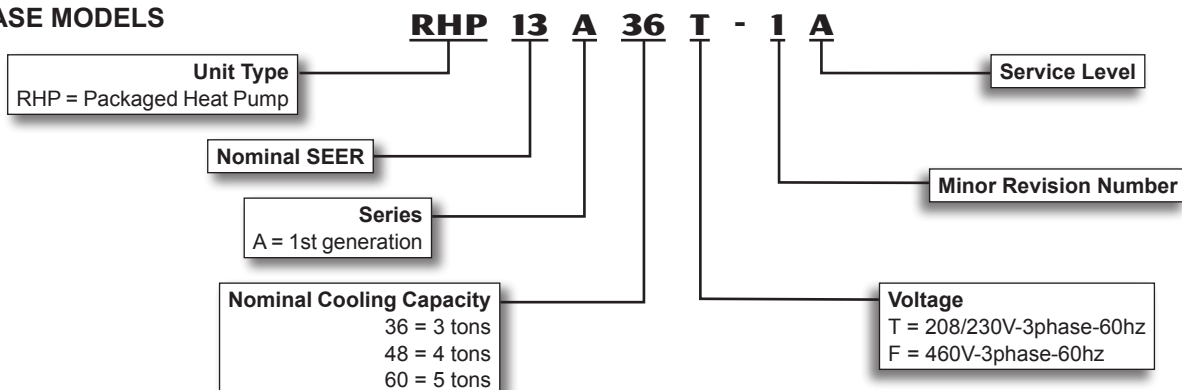 ASE MODELS
RHP 13 A 36 T - 1 A
Unit Type
RHP = Packaged Heat Pump
Service Level
Nominal SEER
Minor Revision Number
Series
A = 1st generation
Nominal Cooling Capacity
36 = 3 tons
48 = 4 tons
60 = 5 tons
Voltage
T = 208/230V-3phase-60hz
F = 460V-3phase-60hz